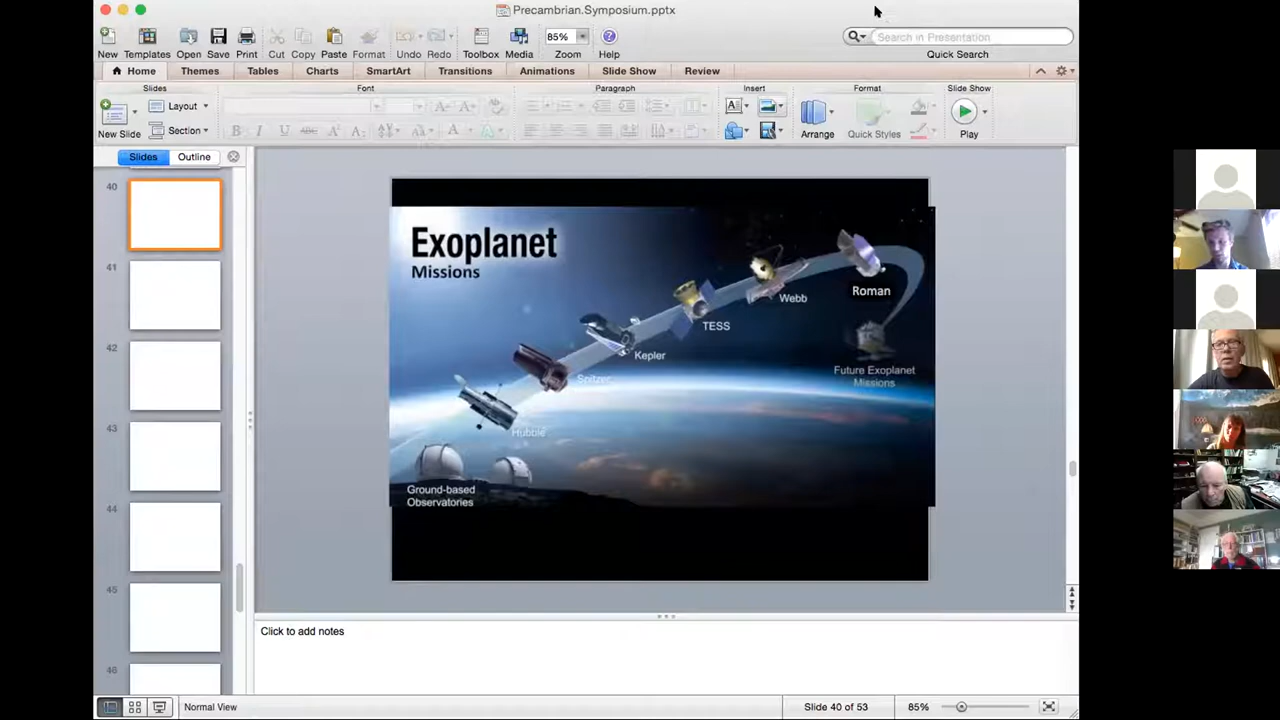 Precambrian.Symposium.pptx
New Templates Open Save Print Cut Copy Paste Format Undo Redo Toolbox Media 85% Zoom Help
Search in Presentation
Quick Search
Home Themes Tables Charts SmartArt Transitions Animations Slide Show Review
Slides Font Paragraph Insert Format Slide Show
New Slide
Layout
Section
B I U ABC
Arrange Quick Styles Play
Slides Outline
40
41
42
43
44
45
46
Exoplanet
Missions
Roman
Webb
TESS
Kepler
Future Exoplanet
Missions
Spitzer
Hubble
Ground-based
Observatories
Click to add notes
Normal View Slide 40 of 53 85%